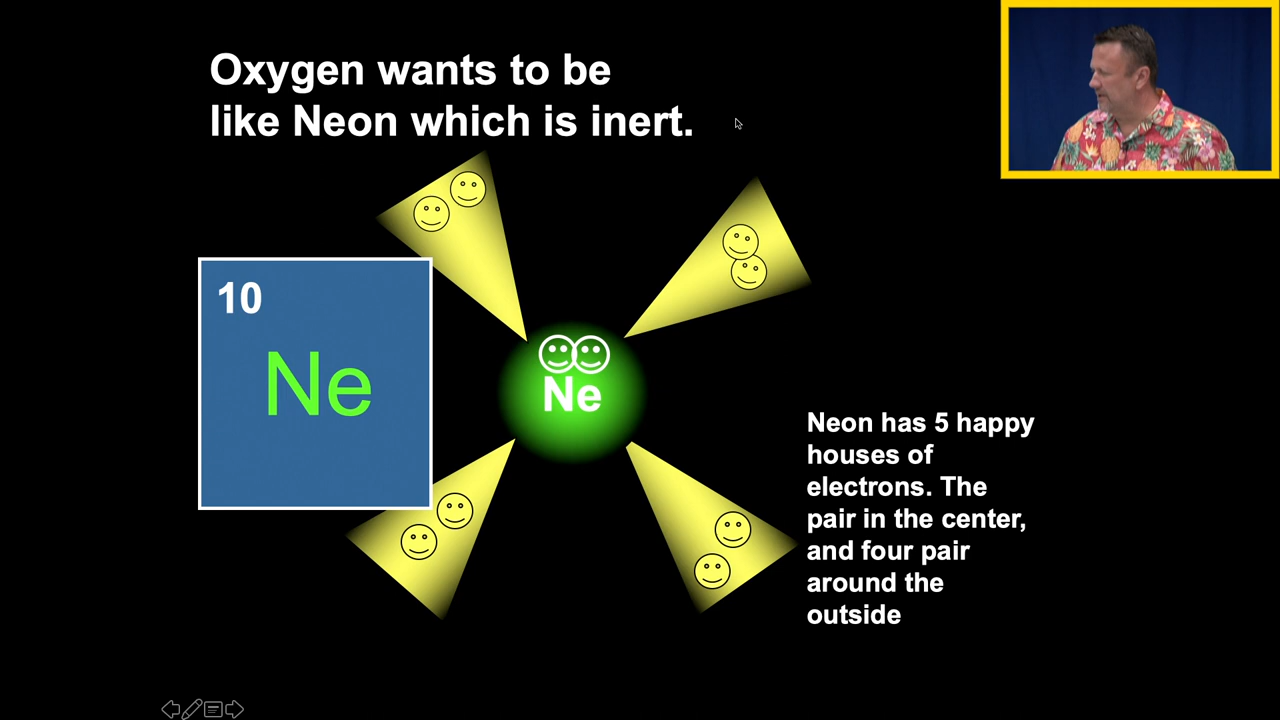 Oxygen wants to be
like Neon which is inert.
10
Ne
Ne
Neon has 5 happy
houses of
electrons. The
pair in the center,
and four pair
around the
outside